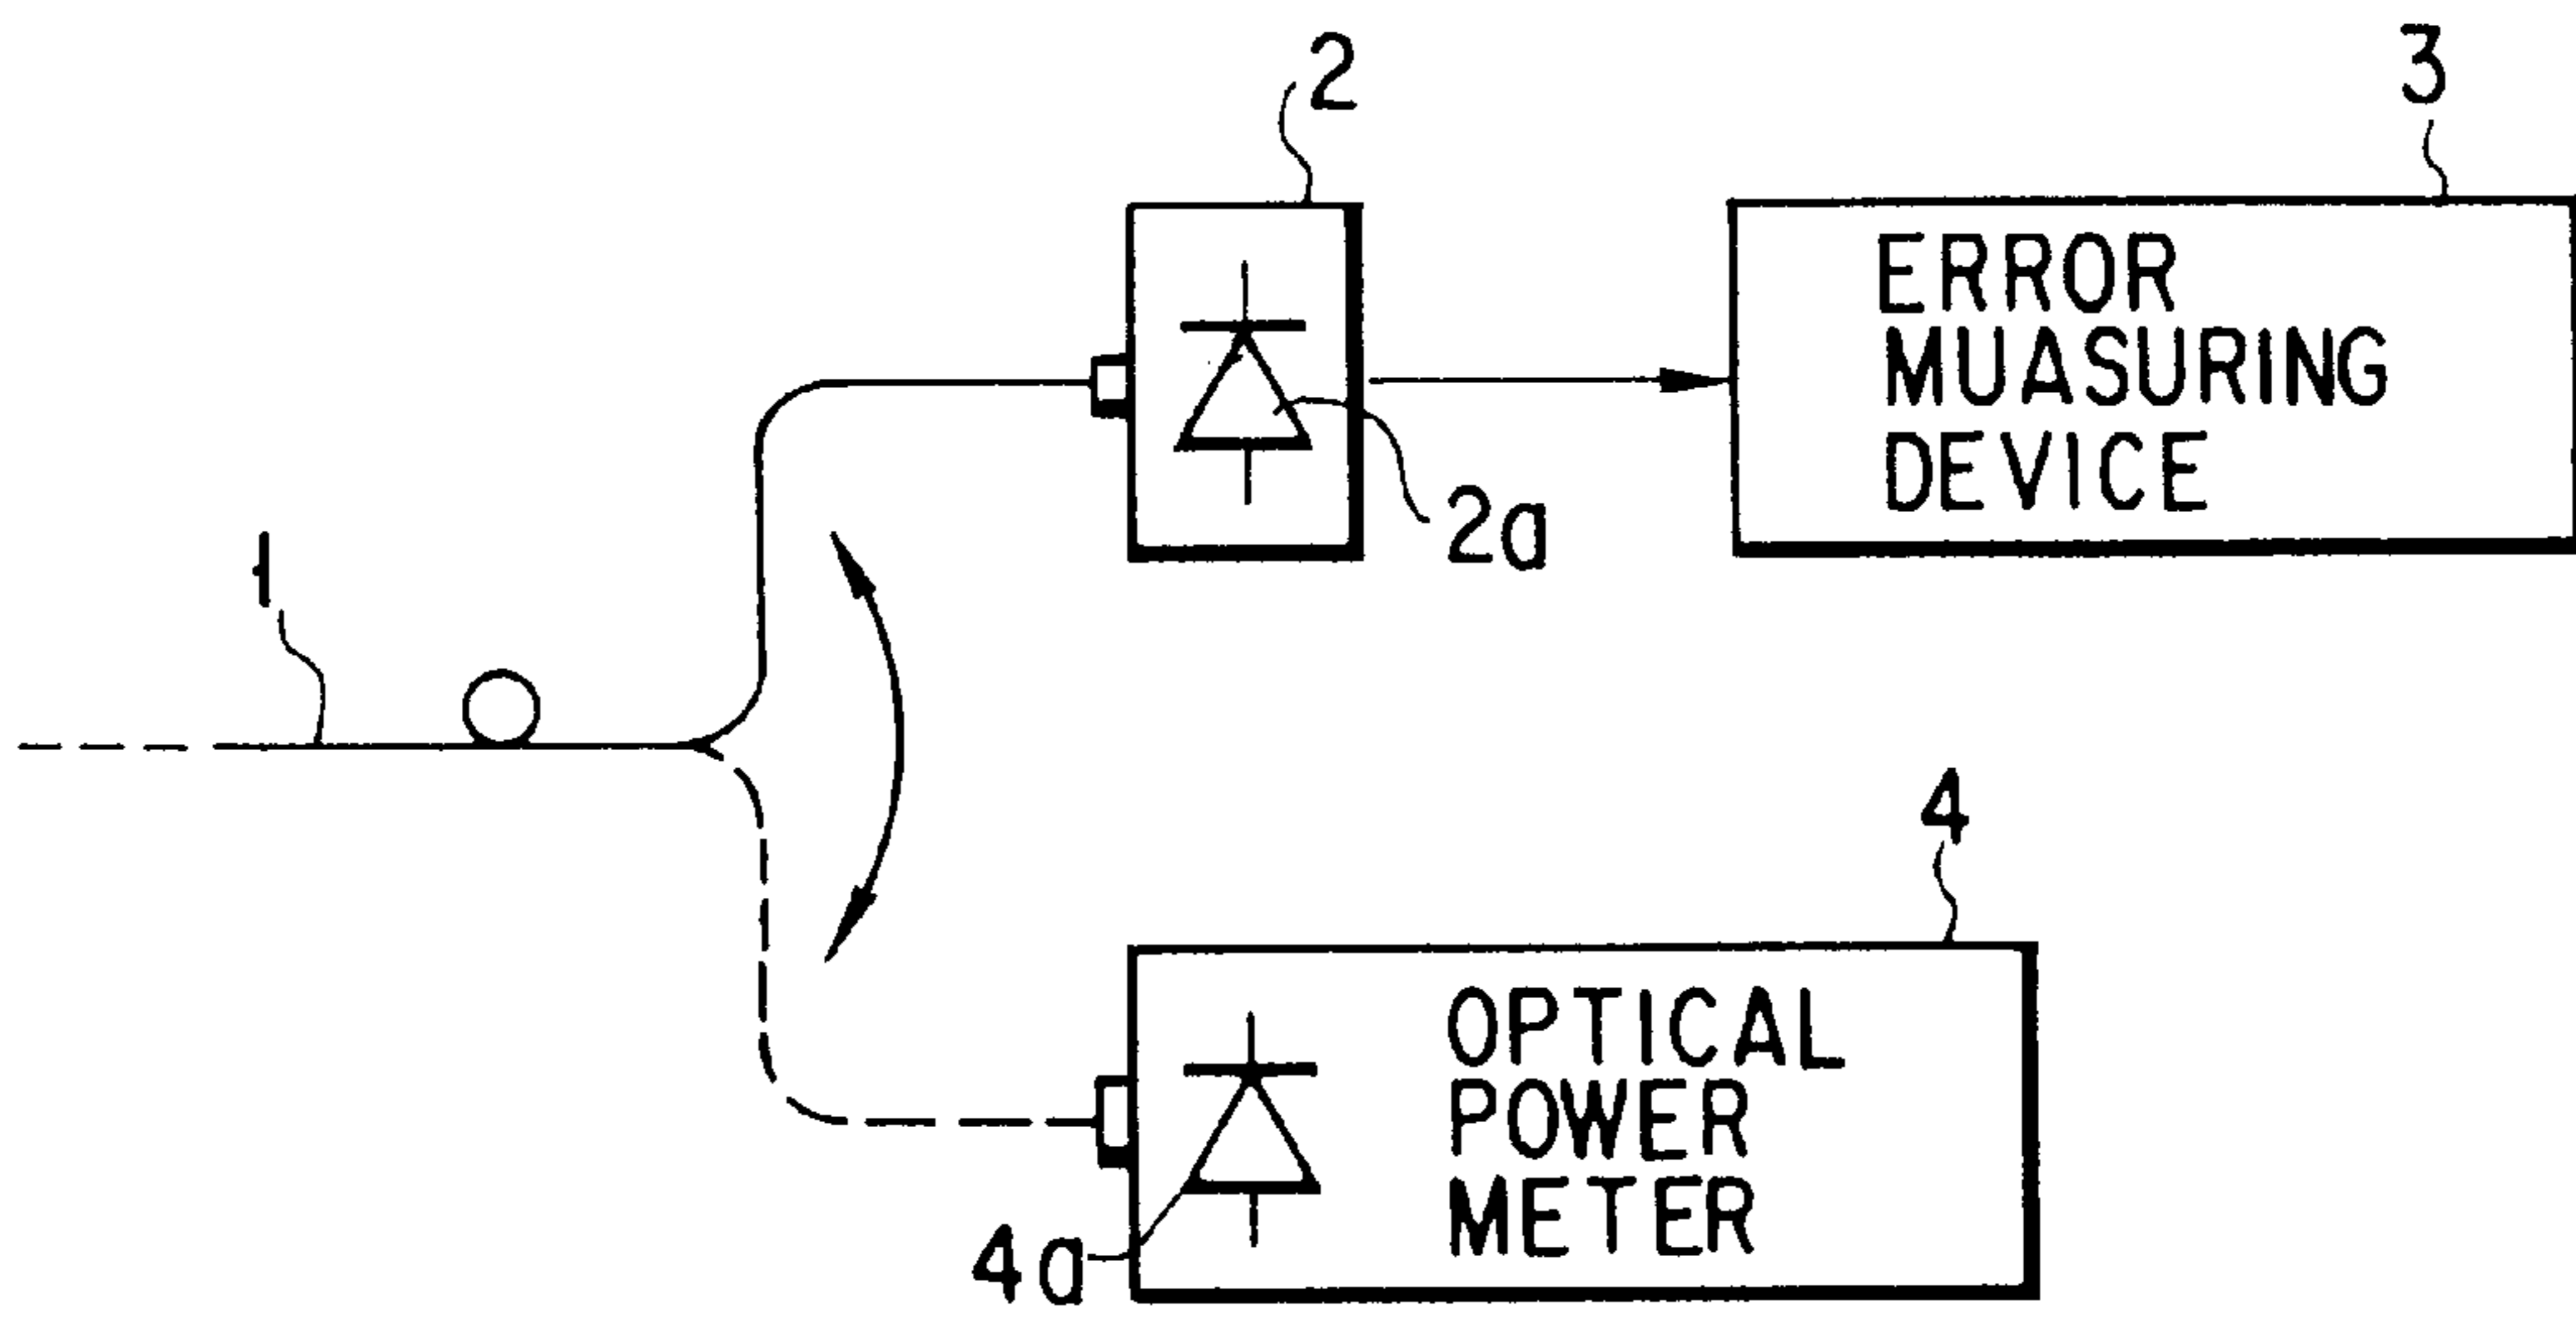 2
3
ERROR
MUASURING
DEVICE
2a
1
4
OPTICAL
POWER
METER
4a